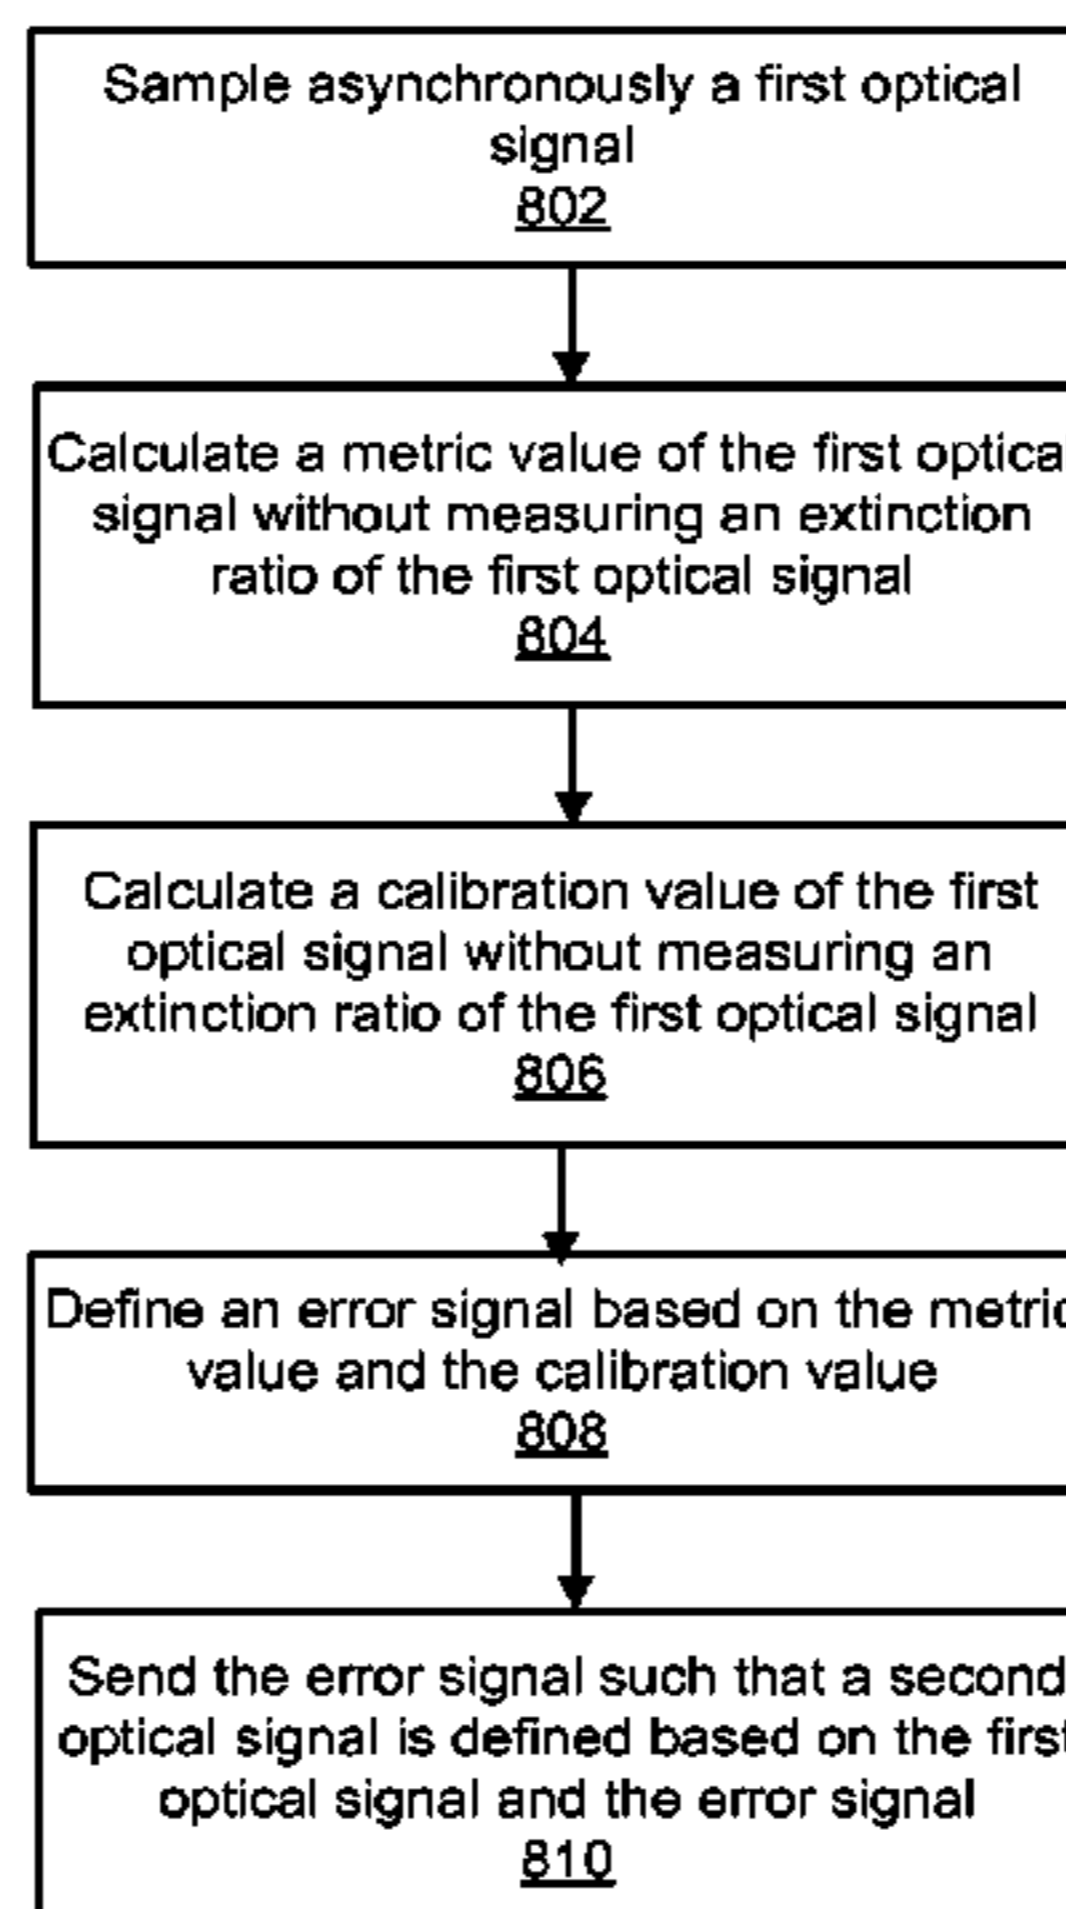 Sample asynchronously a first optical
signal
802
Calculate a metric value of the first optical
signal without measuring an extinction
ratio of the first optical signal
804
Calculate a calibration value of the first
optical signal without measuring an
extinction ratio of the first optical signal
806
Define an error signal based on the metric
value and the calibration value
808
Send the error signal such that a second
optical signal is defined based on the first
optical signal and the error signal
810